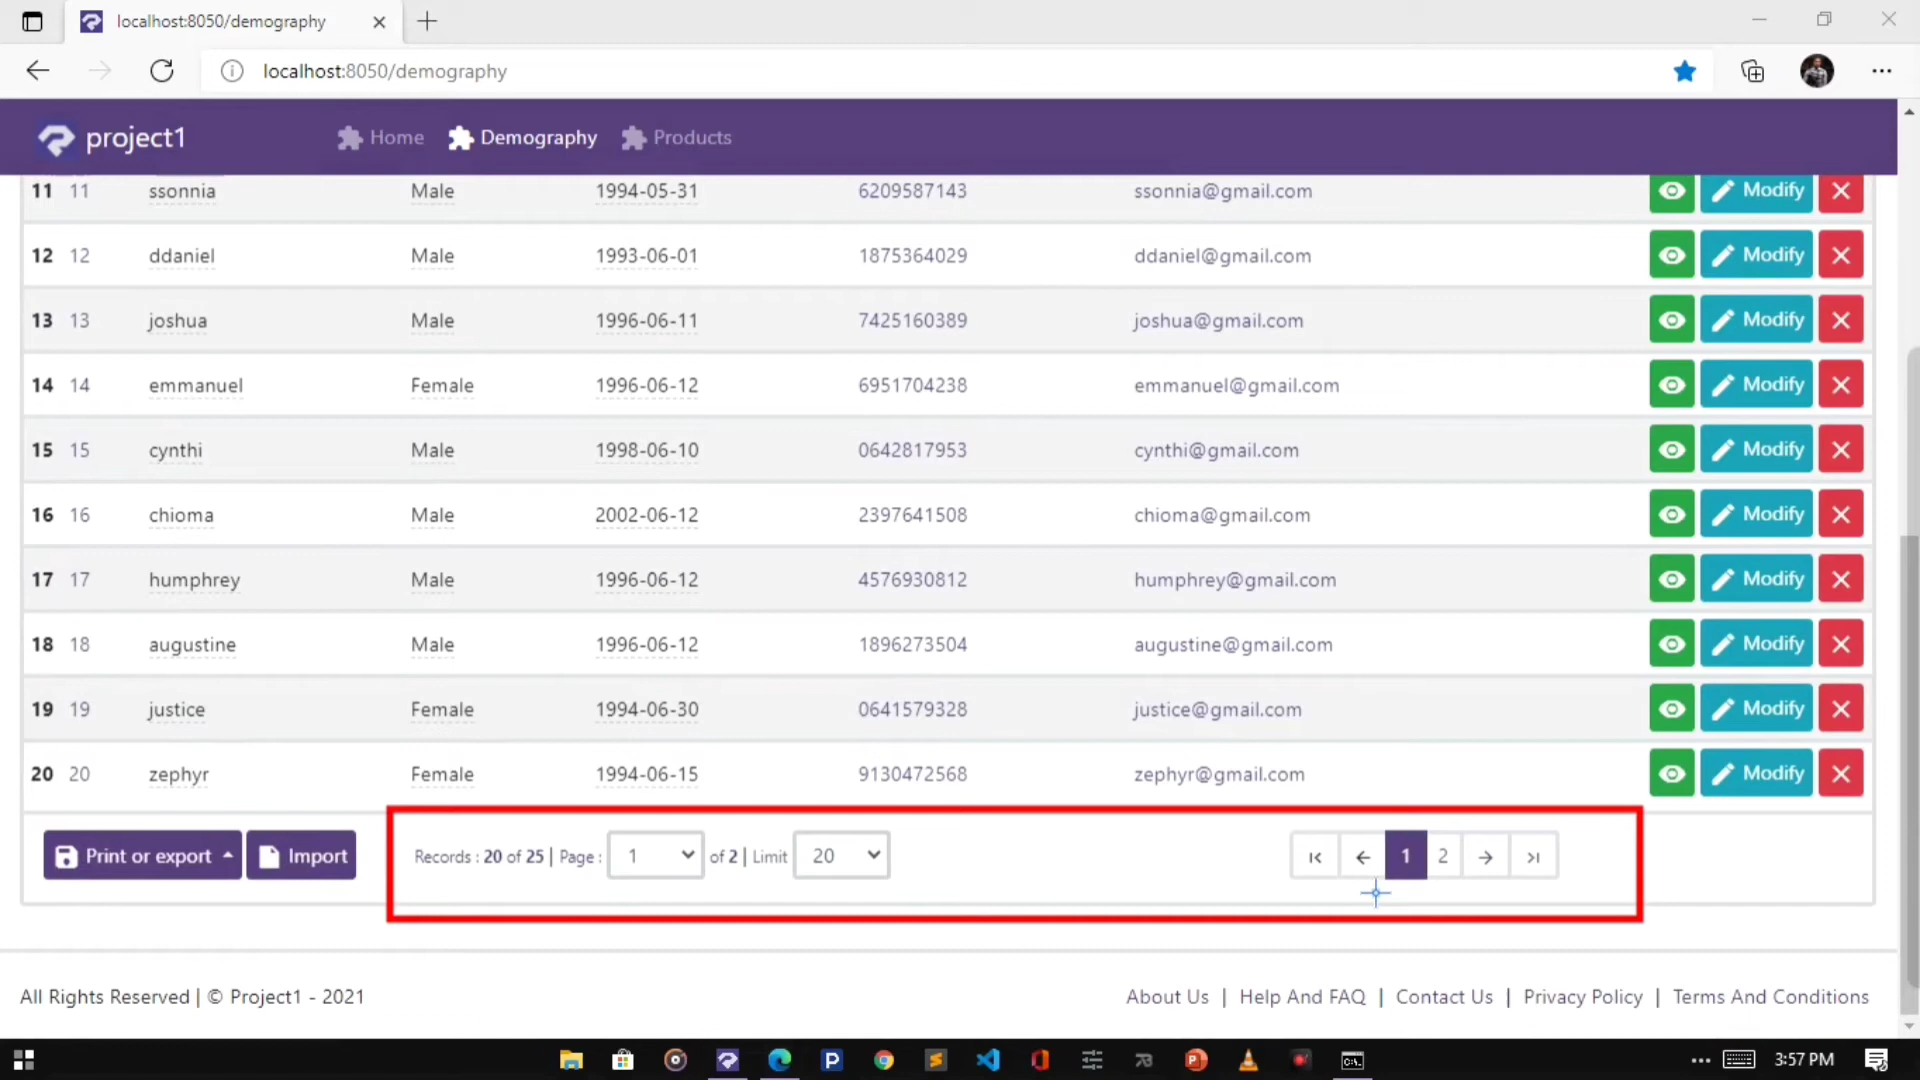 localhost:8050/demography
localhost:8050/demography
project1 Home Demography Products
11 11 ssonnia Male 1994-05-31 6209587143 ssonnia@gmail.com Modify
12 12 ddaniel Male 1993-06-01 1875364029 ddaniel@gmail.com Modify
13 13 joshua Male 1996-06-11 7425160389 joshua@gmail.com Modify
14 14 emmanuel Female 1996-06-12 6951704238 emmanuel@gmail.com Modify
15 15 cynthi Male 1998-06-10 0642817953 cynthi@gmail.com Modify
16 16 chioma Male 2002-06-12 2397641508 chioma@gmail.com Modify
17 17 humphrey Male 1996-06-12 4576930812 humphrey@gmail.com Modify
18 18 augustine Male 1996-06-12 1896273504 augustine@gmail.com Modify
19 19 justice Female 1994-06-30 0641579328 justice@gmail.com Modify
20 20 zephyr Female 1994-06-15 9130472568 zephyr@gmail.com Modify
Print or export Import Records : 20 of 25 | Page : 1 of 2 | Limit 20 1 2
All Rights Reserved | © Project1 - 2021 About Us | Help And FAQ | Contact Us | Privacy Policy | Terms And Conditions
3:57 PM